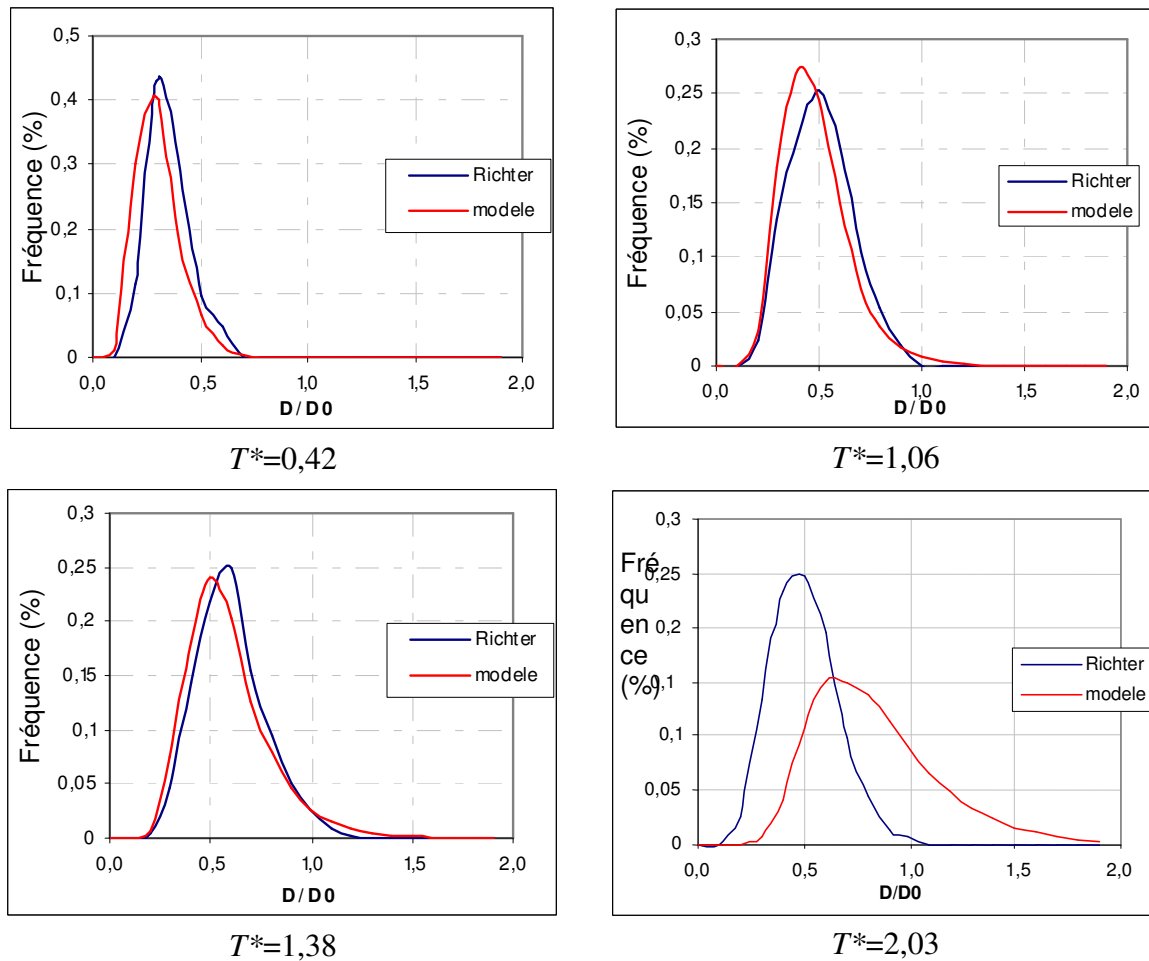 0,5
0,4
0,3
0,2
0,1
0
Fréquence (%)
0,0 0,5 1,0 1,5 2,0
D / D0
Richter
modele
T*=0,42
0,3
0,25
0,2
0,15
0,1
0,05
0
Fréquence (%)
0,0 0,5 1,0 1,5 2,0
D / D0
Richter
modele
T*=1,06
0,3
0,25
0,2
0,15
0,1
0,05
0
Fréquence (%)
0,0 0,5 1,0 1,5 2,0
D / D0
Richter
modele
T*=1,38
0,3
0,25
0,2
0,15
0,1
0,05
0
Fré
qu
en
ce
(%)
0,0 0,5 1,0 1,5 2,0
D/D0
Richter
modele
T*=2,03